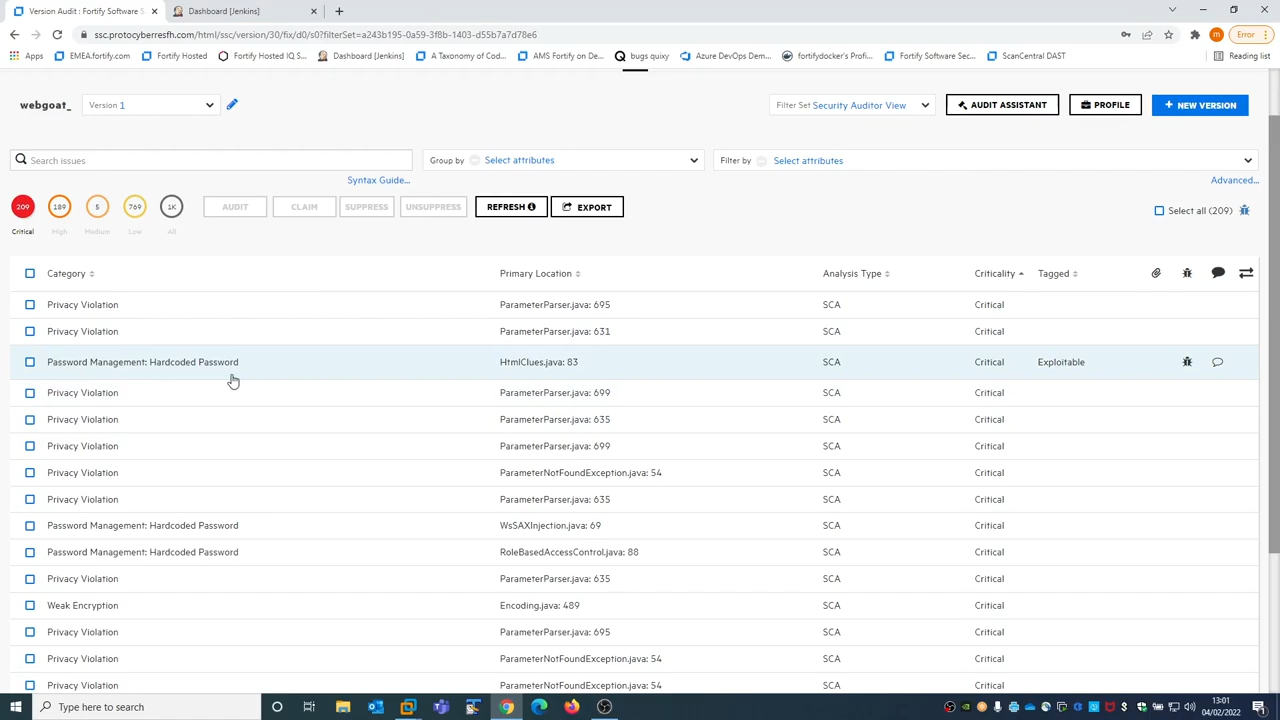 Version Audit : Fortify Software S
Dashboard [Jenkins]
ssc.protocyberresfh.com/html/ssc/version/30/fix/d0/s0?filterSet=a243b195-0a59-3f8b-1403-d55b7a7d78e6
Error
Apps
EMEA.fortify.com
Fortify Hosted
Fortify Hosted IQ S...
Dashboard [Jenkins]
A Taxonomy of Cod...
AMS Fortify on De...
bugs quixy
Azure DevOps Dem...
fortifydocker's Profi...
Fortify Software Sec...
ScanCentral DAST
Reading list
webgoat_
Version 1
Filter Set Security Auditor View
AUDIT ASSISTANT
PROFILE
+ NEW VERSION
Search issues
Group by Select attributes
Filter by Select attributes
Syntax Guide...
Advanced...
209 189 5 769 1K
Critical High Medium Low All
AUDIT
CLAIM
SUPPRESS
UNSUPPRESS
REFRESH
EXPORT
Select all (209)
Category Primary Location Analysis Type Criticality Tagged
Privacy Violation ParameterParser.java: 695 SCA Critical
Privacy Violation ParameterParser.java: 631 SCA Critical
Password Management: Hardcoded Password HtmlClues.java: 83 SCA Critical Exploitable
Privacy Violation ParameterParser.java: 699 SCA Critical
Privacy Violation ParameterParser.java: 635 SCA Critical
Privacy Violation ParameterParser.java: 699 SCA Critical
Privacy Violation ParameterNotFoundException.java: 54 SCA Critical
Privacy Violation ParameterParser.java: 635 SCA Critical
Password Management: Hardcoded Password WsSAXInjection.java: 69 SCA Critical
Password Management: Hardcoded Password RoleBasedAccessControl.java: 88 SCA Critical
Privacy Violation ParameterParser.java: 635 SCA Critical
Weak Encryption Encoding.java: 489 SCA Critical
Privacy Violation ParameterParser.java: 695 SCA Critical
Privacy Violation ParameterNotFoundException.java: 54 SCA Critical
Privacy Violation ParameterNotFoundException.java: 54 SCA Critical
Type here to search
13:01
04/02/2022